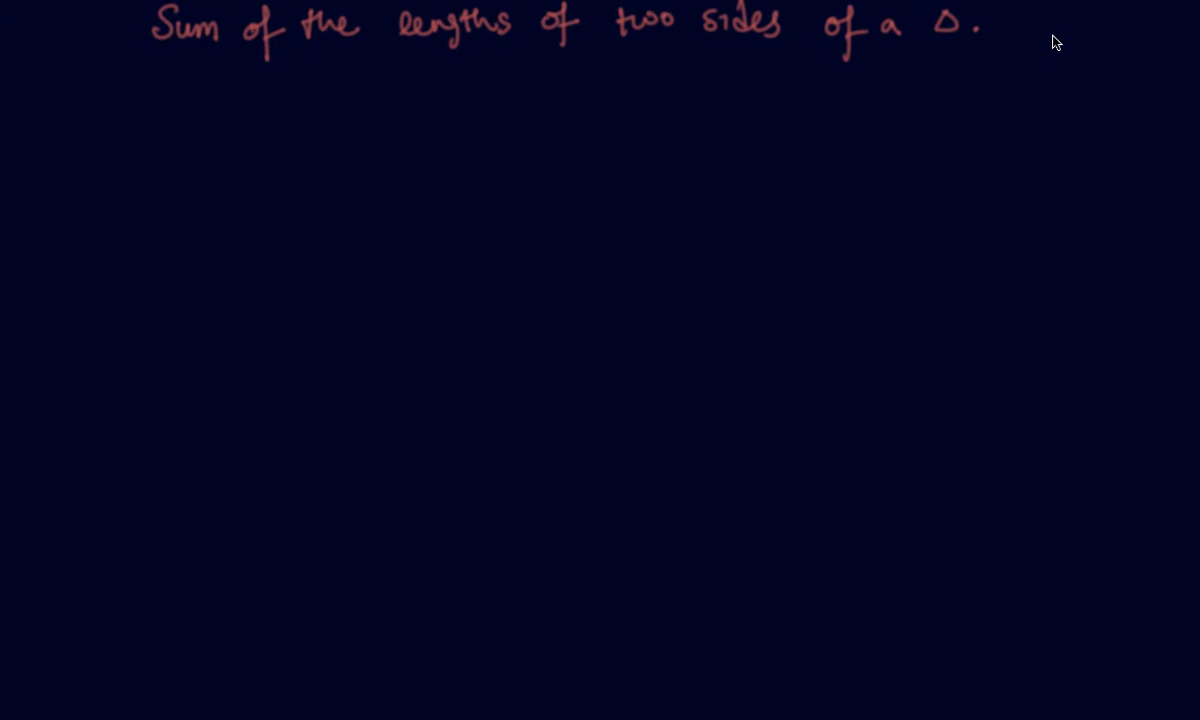 Sum of the lengths of two sides of a Δ.